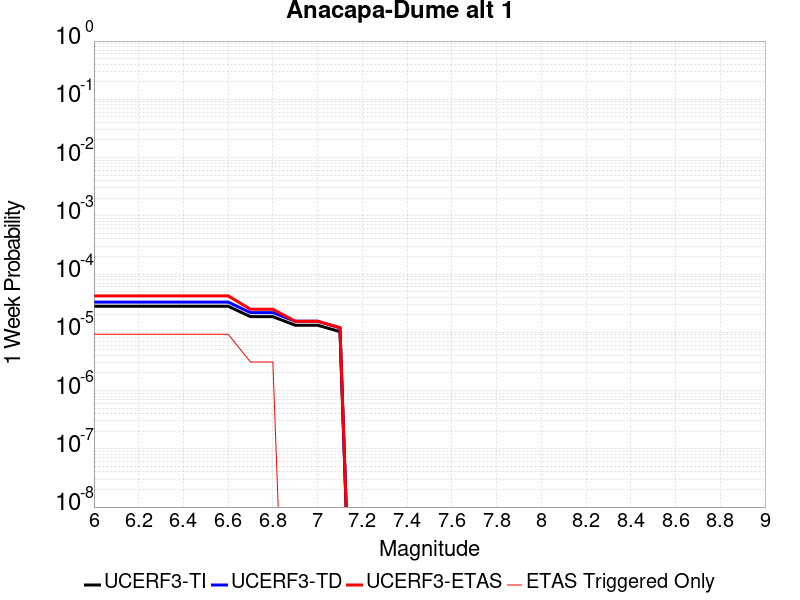 Anacapa-Dume alt 1
10^0
10^-1
10^-2
10^-3
10^-4
10^-5
10^-6
10^-7
10^-8
1 Week Probability
6 6.2 6.4 6.6 6.8 7 7.2 7.4 7.6 7.8 8 8.2 8.4 8.6 8.8 9
Magnitude
UCERF3-TI UCERF3-TD UCERF3-ETAS ETAS Triggered Only